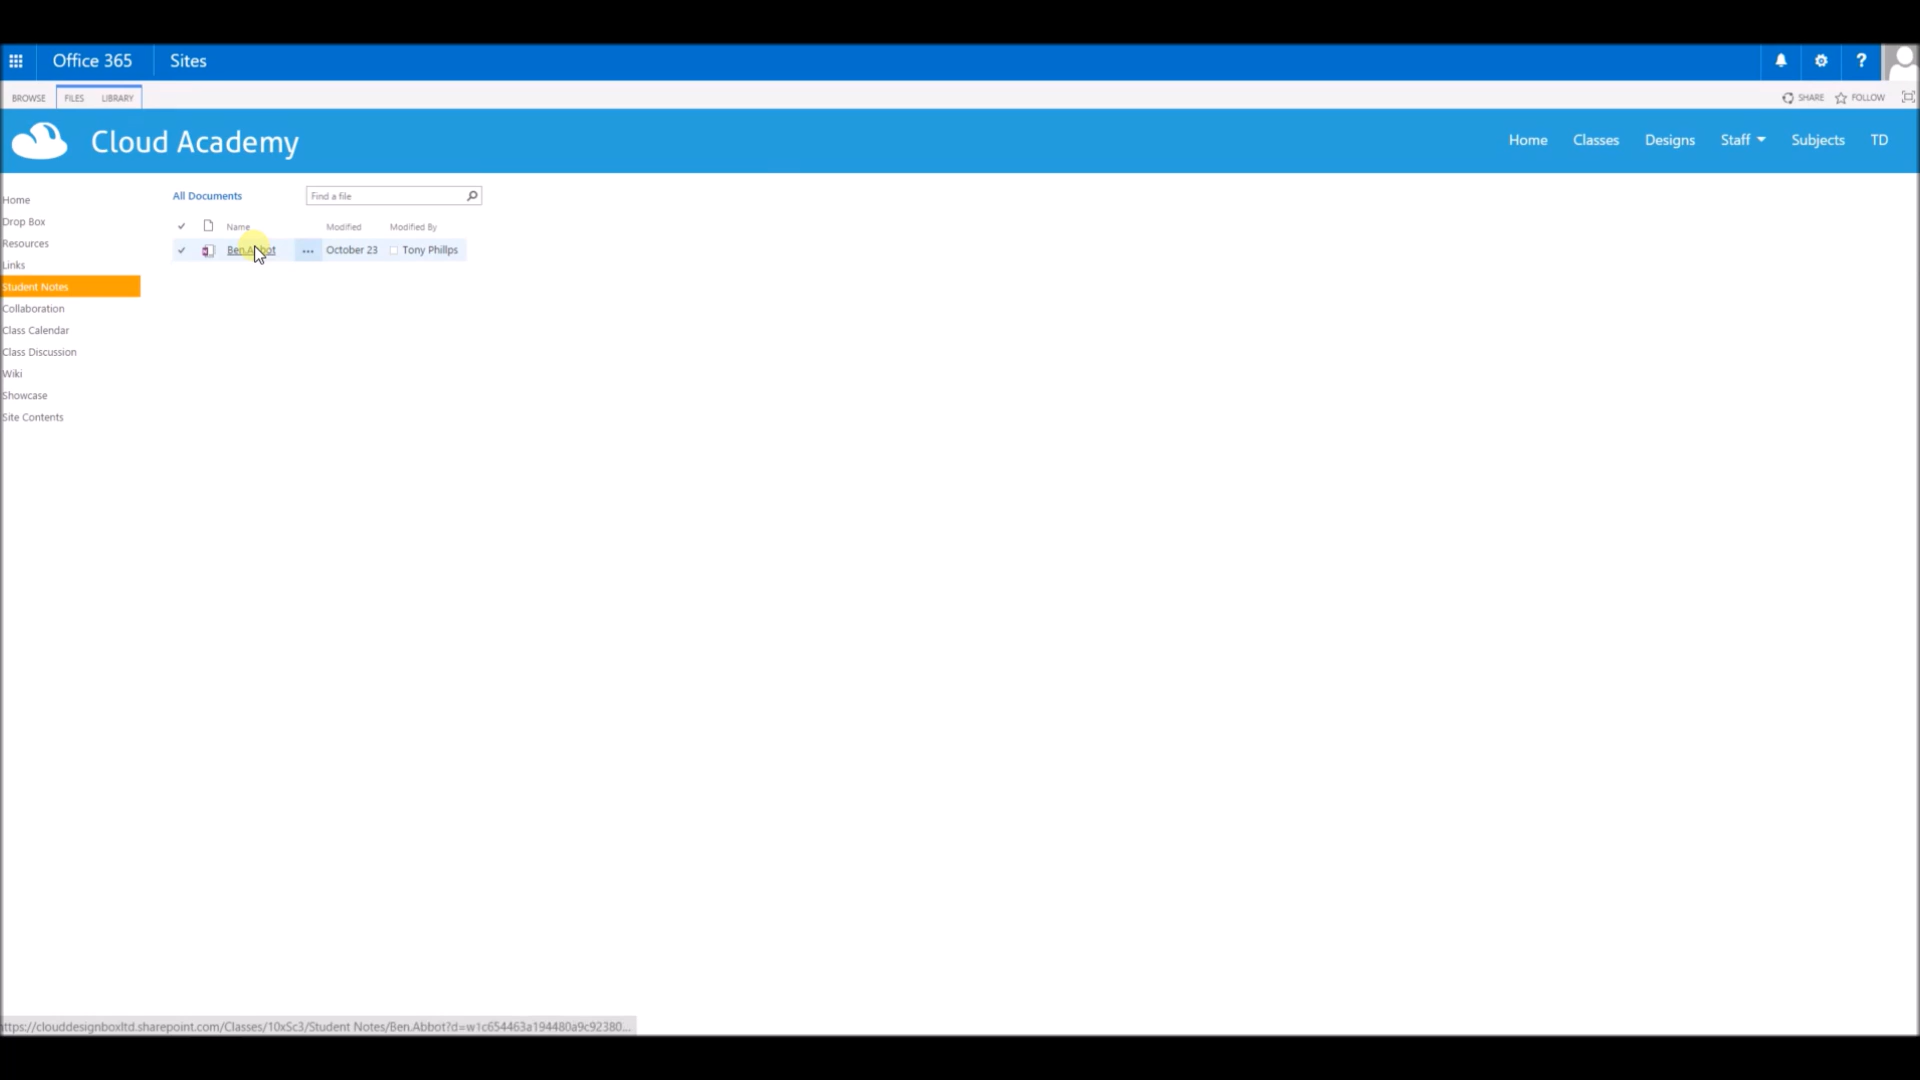 Office 365 Sites ?
BROWSE FILES LIBRARY SHARE FOLLOW
Cloud Academy Home Classes Designs Staff Subjects TD
All Documents Find a file
Home
Name Modified Modified By
Drop Box
Resources
Ben.Abbot ... October 23 Tony Phillps
Links
Student Notes
Collaboration
Class Calendar
Class Discussion
Wiki
Showcase
Site Contents
ttps://clouddesignboxltd.sharepoint.com/Classes/10xSc3/Student Notes/Ben.Abbot?d=w1c654463a194480a9c92380...